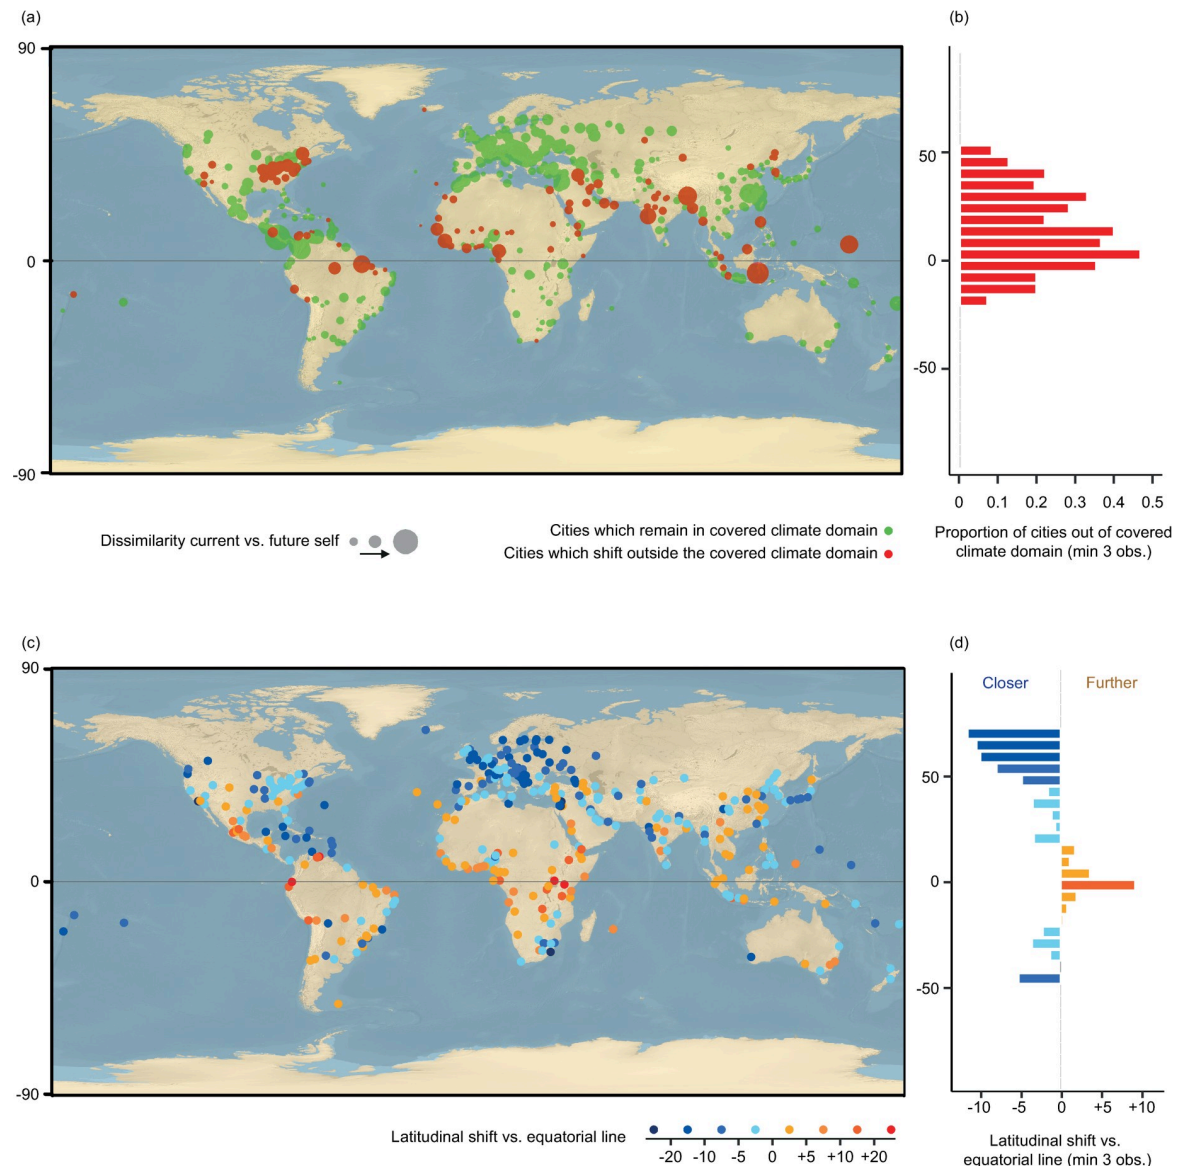 (a)
(b)
90
0
-90
50
0
-50
0 0.1 0.2 0.3 0.4 0.5
Proportion of cities out of covered
climate domain (min 3 obs.)
Dissimilarity current vs. future self
Cities which remain in covered climate domain
Cities which shift outside the covered climate domain
(c)
(d)
90
0
-90
Closer Further
50
0
-50
-10 -5 0 +5 +10
Latitudinal shift vs.
equatorial line (min 3 obs.)
Latitudinal shift vs. equatorial line
-20 -10 -5 0 +5 +10 +20